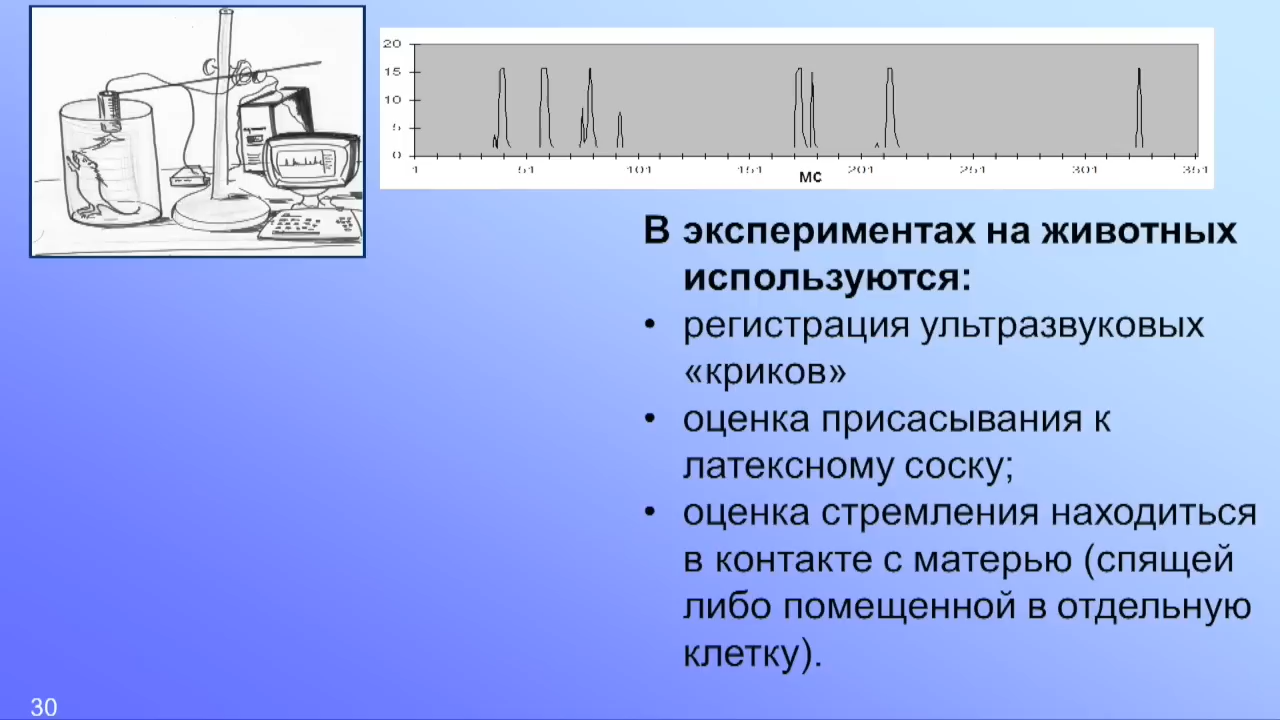 20
15
10
5
0
1 51 101 151 201 251 301 351
мс
В экспериментах на животных
используются:
• регистрация ультразвуковых
«криков»
• оценка присасывания к
латексному соску;
• оценка стремления находиться
в контакте с матерью (спящей
либо помещенной в отдельную
клетку).
30